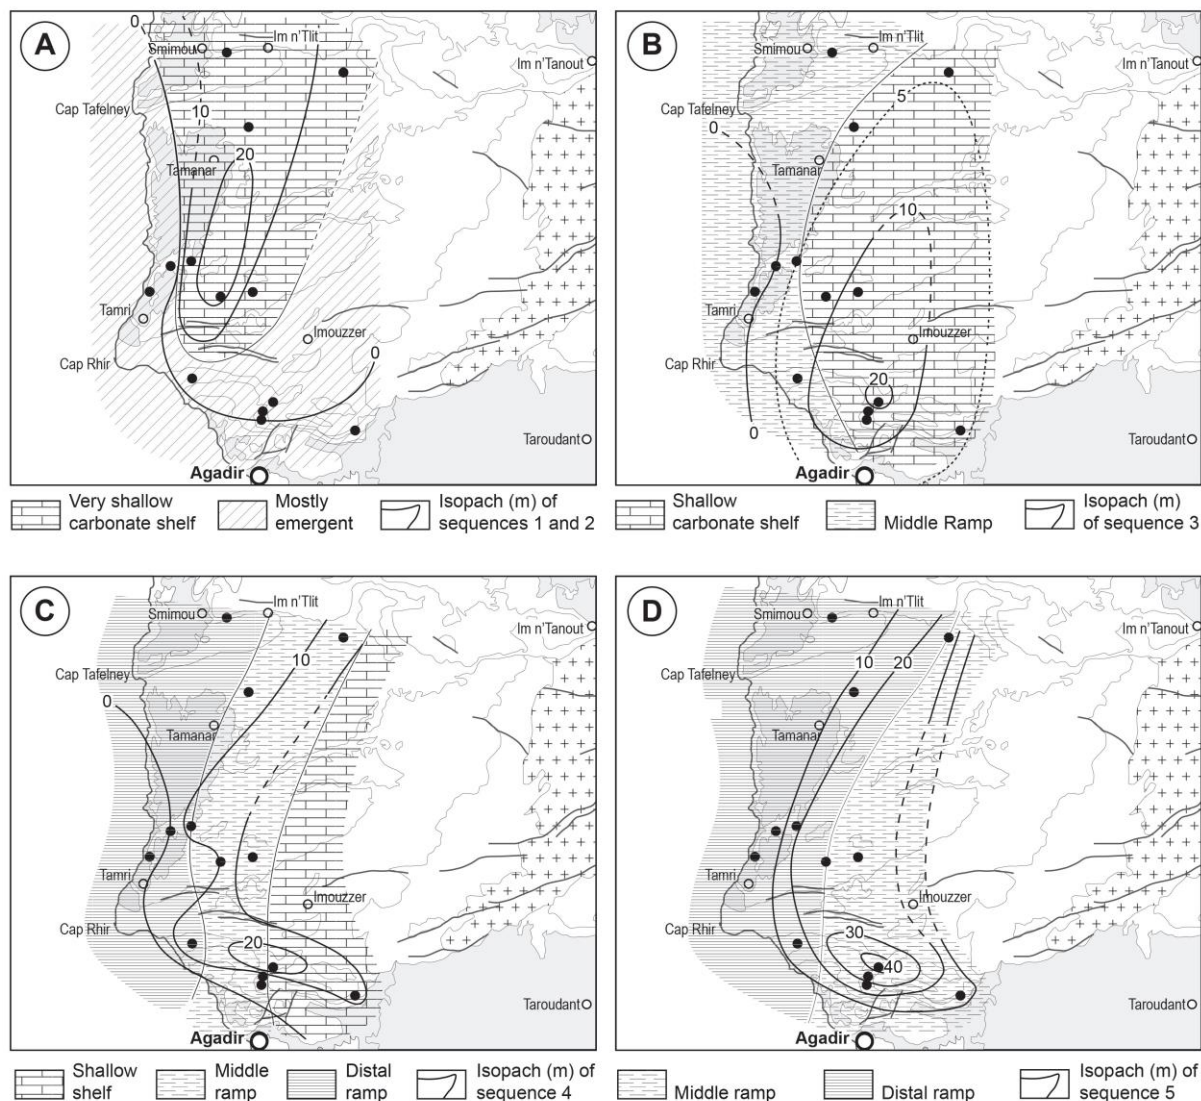 A
0
Smimou
Im n'Tlit
Im n'Tanout
Cap Tafelney
10
20
Tamanar
Tamri
Imouzzer
Cap Rhir
0
Taroudant
Agadir
Very shallow
carbonate shelf
Mostly
emergent
Isopach (m) of
sequences 1 and 2
B
Smimou
Im n'Tlit
Im n'Tanout
5
Cap Tafelney
0
Tamanar
10
Tamri
Imouzzer
Cap Rhir
20
0
Taroudant
Agadir
Shallow
carbonate shelf
Middle Ramp
Isopach (m)
of sequence 3
C
Smimou
Im n'Tlit
Im n'Tanout
10
Cap Tafelney
0
Tamanar
Tamri
Imouzzer
Cap Rhir
20
Taroudant
Agadir
Shallow
shelf
Middle
ramp
Distal
ramp
Isopach (m) of
sequence 4
D
Smimou
Im n'Tlit
Im n'Tanout
10
20
Cap Tafelney
Tamanar
Tamri
Imouzzer
Cap Rhir
30
40
Taroudant
Agadir
Middle ramp
Distal ramp
Isopach (m) of
sequence 5